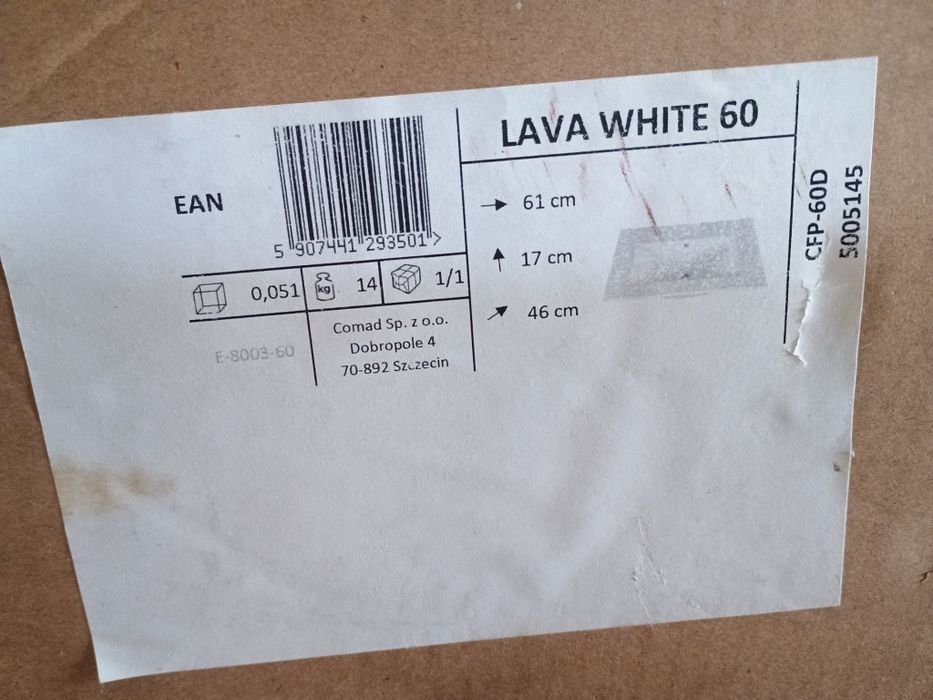 LAVA WHITE 60
EAN
5 907441 293501 >
61 cm
17 cm
46 cm
0,051
kg
14
1/1
E-8003-60
Comad Sp. z o.o.
Dobropole 4
70-892 Szczecin
CFP-60D
5005145